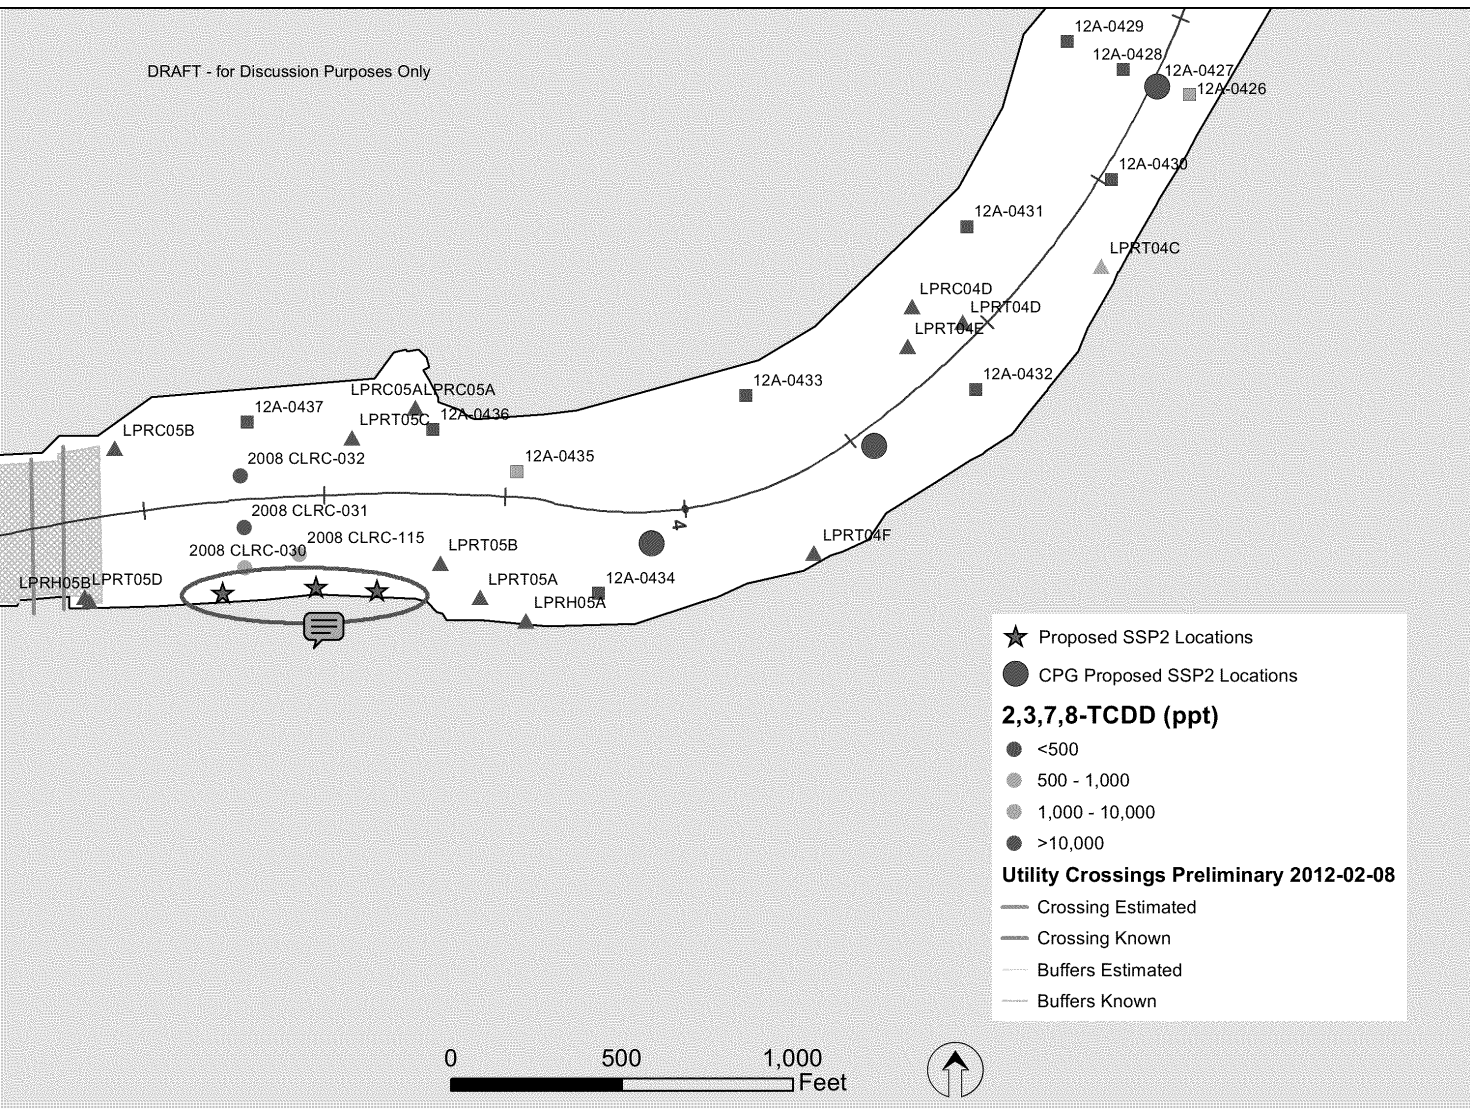 12A-0429
DRAFT - for Discussion Purposes Only
12A-0428
12A-0427
12A-0426
12A-0430
12A-0431
LPRT04C
LPRC04D
LPRT04D
LPRT04E
12A-0433
12A-0432
LPRC05ALPRC05A
12A-0437
12A-0436
LPRT05C
LPRC05B
2008 CLRC-032
12A-0435
2008 CLRC-031
4
2008 CLRC-115
LPRT04F
2008 CLRC-030
LPRT05B
LPRH05B
LPRT05D
LPRT05A
12A-0434
LPRH05A
Proposed SSP2 Locations
CPG Proposed SSP2 Locations
2,3,7,8-TCDD (ppt)
<500
500 - 1,000
1,000 - 10,000
>10,000
Utility Crossings Preliminary 2012-02-08
Crossing Estimated
Crossing Known
Buffers Estimated
Buffers Known
0 500 1,000
Feet